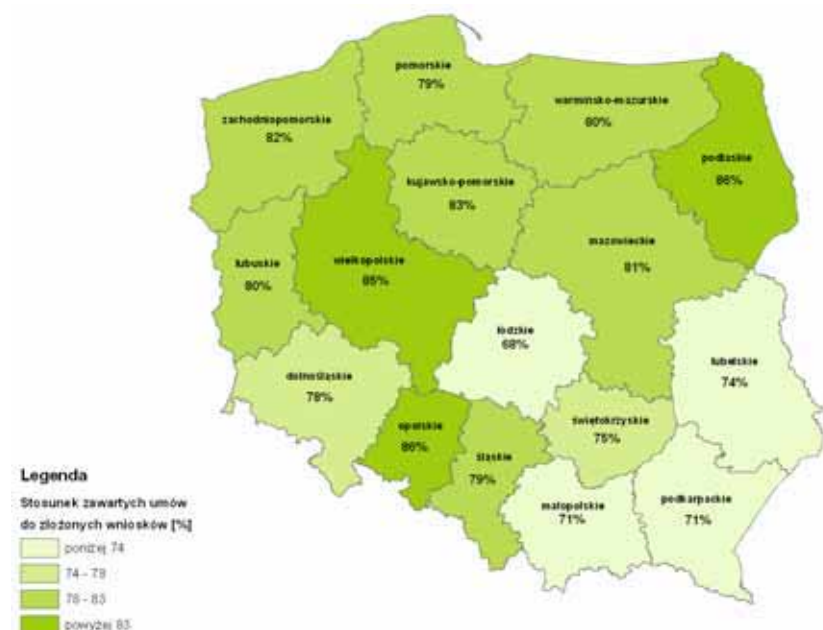 pomorskie
79%
warmińsko-mazurskie
80%
zachodniopomorskie
82%
podlaskie
86%
kujawsko-pomorskie
83%
mazowieckie
81%
lubuskie
80%
wielkopolskie
85%
łódzkie
68%
lubelskie
74%
dolnośląskie
78%
opolskie
86%
śląskie
79%
świętokrzyskie
75%
małopolskie
71%
podkarpackie
71%
Legenda
Stosunek zawartych umów
do złożonych wniosków [%]
poniżej 74
74 - 78
78 - 83
powyżej 83